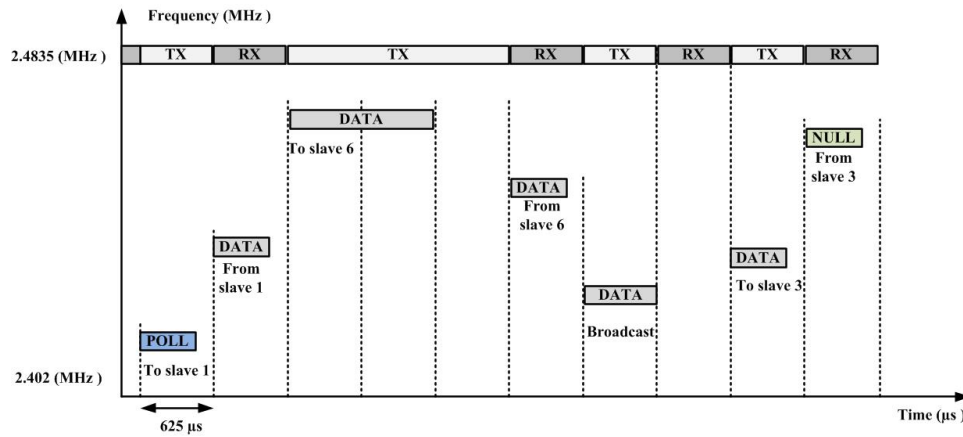 Frequency (MHz )
2.4835 (MHz )
TX RX TX RX TX RX TX RX
DATA
To slave 6
NULL
From
slave 3
DATA
From
slave 6
DATA
From
slave 1
DATA
To slave 3
DATA
Broadcast
POLL
To slave 1
2.402 (MHz )
625 µs
Time (µs )